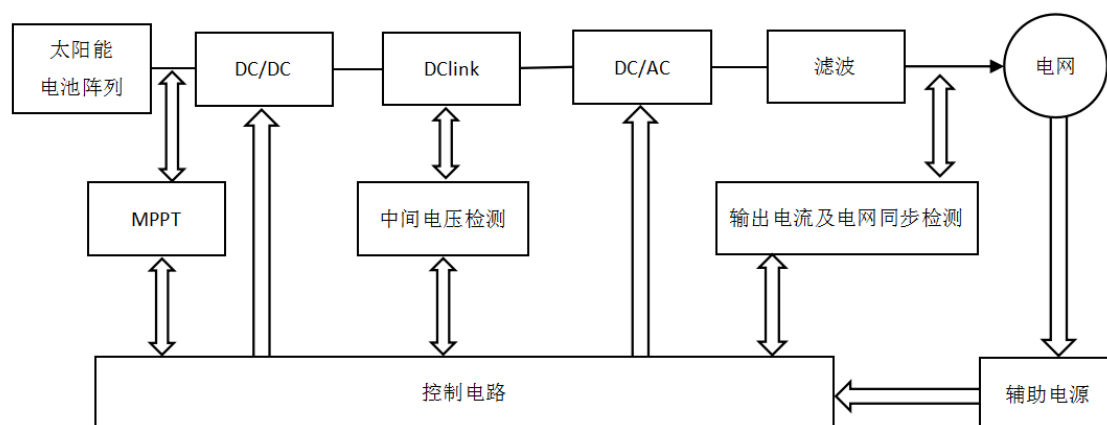 太阳能
电池阵列
DC/DC
DClink
DC/AC
滤波
电网
MPPT
中间电压检测
输出电流及电网同步检测
控制电路
辅助电源